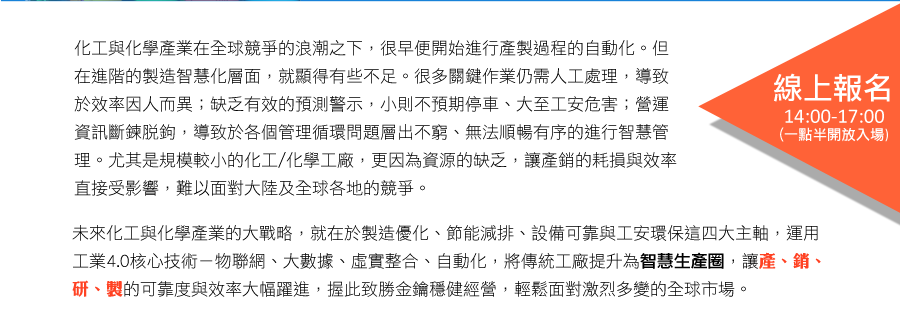 化工與化學產業在全球競爭的浪潮之下，很早便開始進行產製過程的自動化。但
在進階的製造智慧化層面，就顯得有些不足。很多關鍵作業仍需人工處理，導致
於效率因人而異；缺乏有效的預測警示，小則不預期停車、大至工安危害；營運
資訊斷鍊脱鉤，導致於各個管理循環問題層出不窮、無法順暢有序的進行智慧管
理。尤其是規模較小的化工/化學工廠，更因為資源的缺乏，讓產銷的耗損與效率
直接受影響，難以面對大陸及全球各地的競爭。
線上報名
14:00-17:00
(一點半開放入場)
未來化工與化學產業的大戰略，就在於製造優化、節能減排、設備可靠與工安環保這四大主軸，運用
工業4.0核心技術－物聯網、大數據、虛實整合、自動化，將傳統工廠提升為智慧生產圈，讓產、銷、
研、製的可靠度與效率大幅躍進，握此致勝金鑰穩健經營，輕鬆面對激烈多變的全球市場。